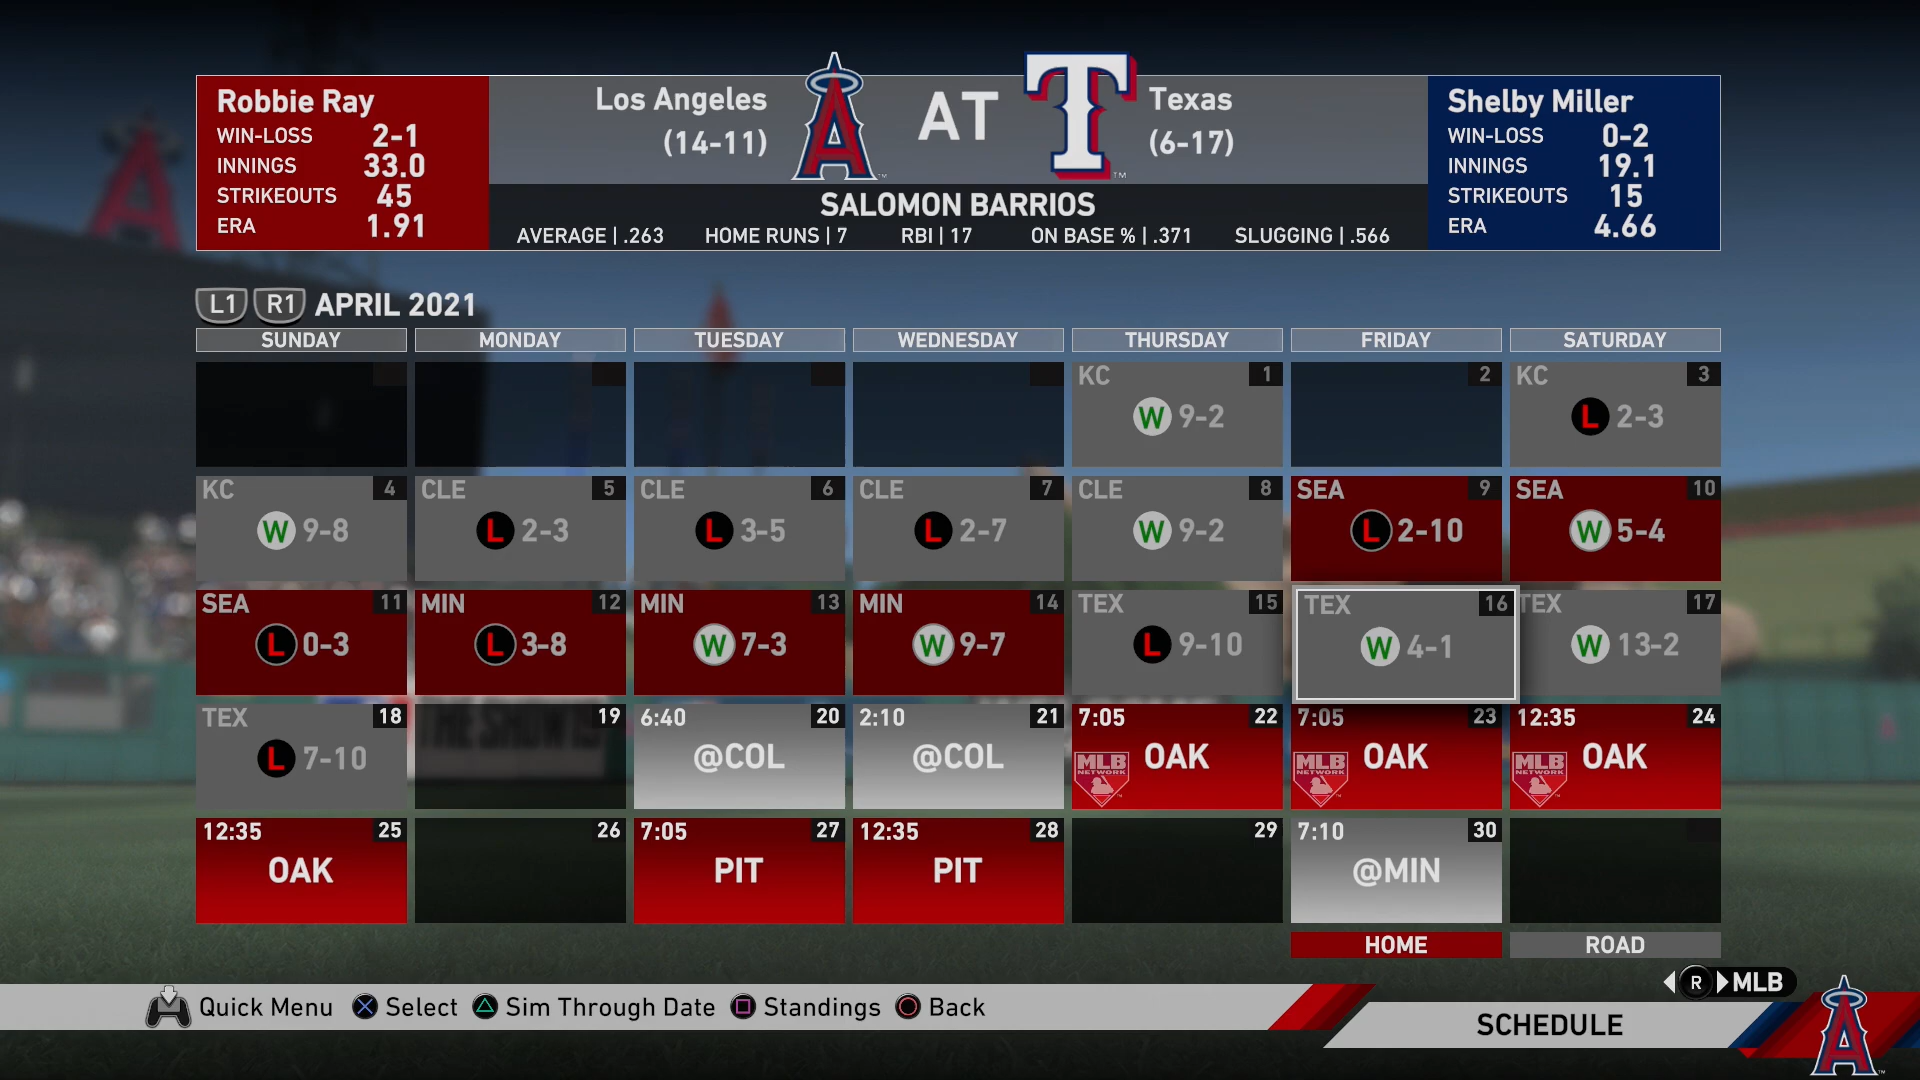 Robbie Ray
WIN-LOSS 2-1
INNINGS 33.0
STRIKEOUTS 45
ERA 1.91
Los Angeles
(14-11)
A
AT
T
Texas
(6-17)
SALOMON BARRIOS
AVERAGE | .263 HOME RUNS | 7 RBI | 17 ON BASE % | .371 SLUGGING | .566
Shelby Miller
WIN-LOSS 0-2
INNINGS 19.1
STRIKEOUTS 15
ERA 4.66
L1 R1 APRIL 2021
SUNDAY MONDAY TUESDAY WEDNESDAY THURSDAY FRIDAY SATURDAY
KC 1 2 KC 3
W 9-2 L 2-3
KC 4 CLE 5 CLE 6 CLE 7 CLE 8 SEA 9 SEA 10
W 9-8 L 2-3 L 3-5 L 2-7 W 9-2 L 2-10 W 5-4
SEA 11 MIN 12 MIN 13 MIN 14 TEX 15 TEX 16 TEX 17
L 0-3 L 3-8 W 7-3 W 9-7 L 9-10 W 4-1 W 13-2
TEX 18 19 6:40 20 2:10 21 7:05 22 7:05 23 12:35 24
L 7-10 @COL @COL MLB NETWORK OAK MLB NETWORK OAK MLB NETWORK OAK
12:35 25 26 7:05 27 12:35 28 29 7:10 30
OAK PIT PIT @MIN
HOME ROAD
R MLB
Quick Menu Select Sim Through Date Standings Back
SCHEDULE
A